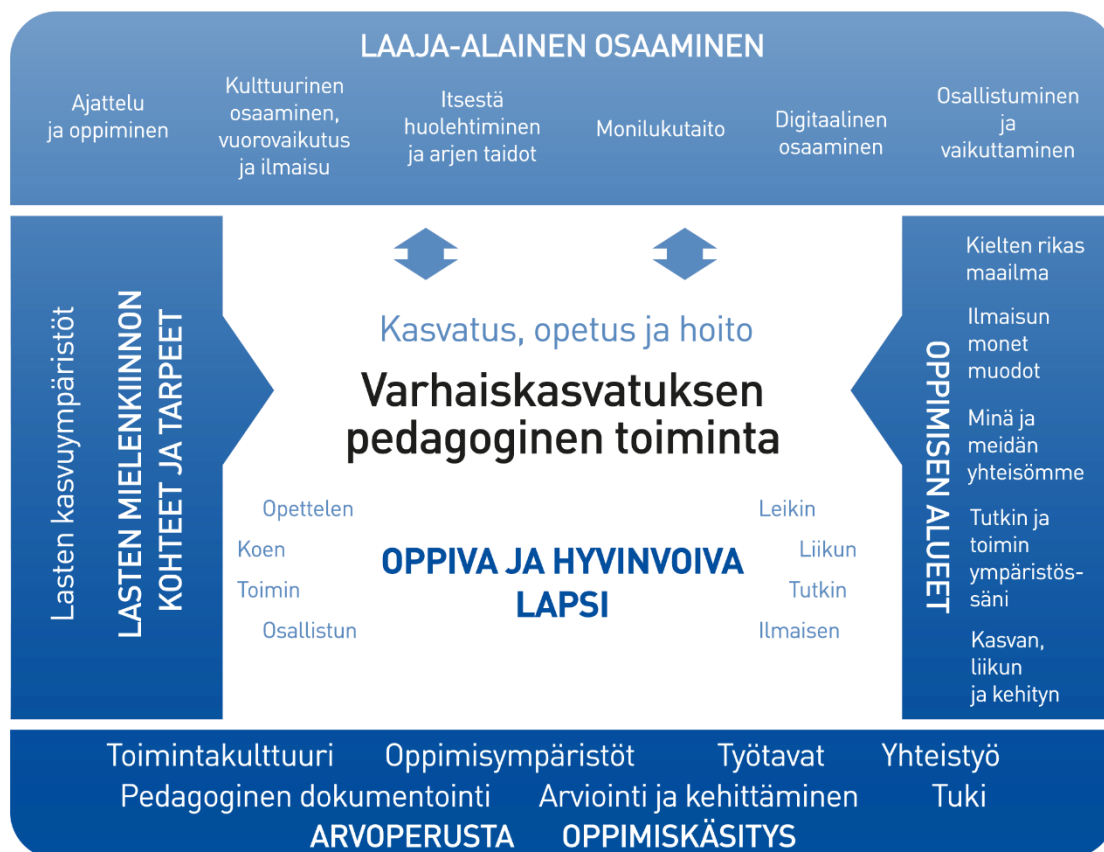 LAAJA-ALAINEN OSAAMINEN
Ajattelu
ja oppiminen
Kulttuurinen
osaaminen,
vuorovaikutus
ja ilmaisu
Itsestä
huolehtiminen
ja arjen taidot
Monilukutaito
Digitaalinen
osaaminen
Osallistuminen
ja
vaikuttaminen
Lasten kasvuympäristöt
LASTEN MIELENKIINNON
KOHTEET JA TARPEET
Kasvatus, opetus ja hoito
Varhaiskasvatuksen
pedagoginen toiminta
Opettelen
Koen
Toimin
Osallistun
OPPIVA JA HYVINVOIVA
LAPSI
Leikin
Liikun
Tutkin
Ilmaisen
OPPIMISEN ALUEET
Kielten rikas
maailma
Ilmaisun
monet
muodot
Minä ja
meidän
yhteisömme
Tutkin ja
toimin
ympäristös-
säni
Kasvan,
liikun
ja kehityn
Toimintakulttuuri Oppimisympäristöt Työtavat Yhteistyö
Pedagoginen dokumentointi Arviointi ja kehittäminen Tuki
ARVOPERUSTA OPPIMISKÄSITYS